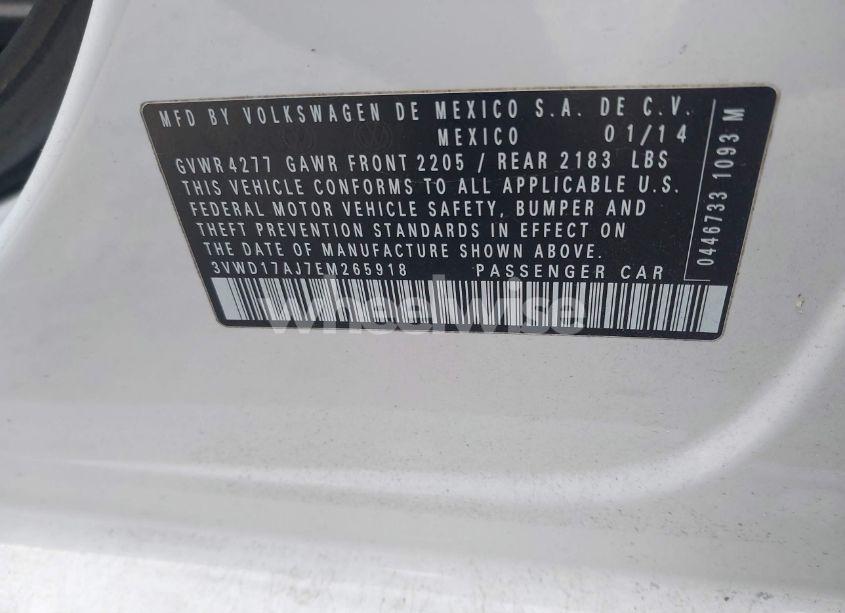 MFD BY VOLKSWAGEN DE MEXICO S.A. DE C.V.
MEXICO 01/14
GVWR 4277 GAWR FRONT 2205 / REAR 2183 LBS
THIS VEHICLE CONFORMS TO ALL APPLICABLE U.S.
FEDERAL MOTOR VEHICLE SAFETY, BUMPER AND
THEFT PREVENTION STANDARDS IN EFFECT ON
THE DATE OF MANUFACTURE SHOWN ABOVE.
3VWD17AJ7EM265918 PASSENGER CAR
0446733 1093 M
wheelwise